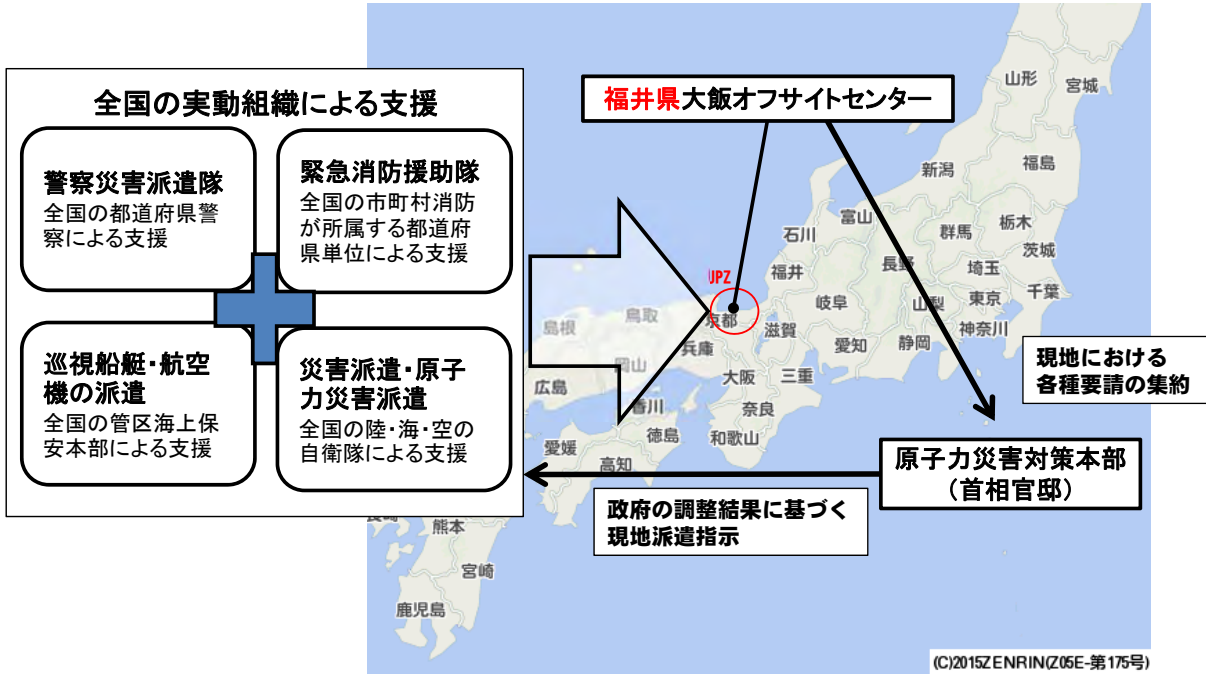 全国の実動組織による支援
警察災害派遣隊
全国の都道府県警
察による支援
緊急消防援助隊
全国の市町村消防
が所属する都道府
県単位による支援
巡視船艇・航空
機の派遣
全国の管区海上保
安本部による支援
災害派遣・原子
力災害派遣
全国の陸・海・空の
自衛隊による支援
福井県大飯オフサイトセンター
山形
宮城
新潟
福島
富山
石川
群馬
栃木
茨城
福井
長野
埼玉
UPZ
岐阜
山梨
東京
千葉
島根
鳥取
京都
滋賀
神奈川
兵庫
愛知
静岡
岡山
大阪
三重
広島
香川
奈良
徳島
和歌山
愛媛
高知
現地における
各種要請の集約
原子力災害対策本部
(首相官邸)
政府の調整結果に基づく
現地派遣指示
長崎
熊本
宮崎
鹿児島
(C)2015ZENRIN(Z05E-第175号)